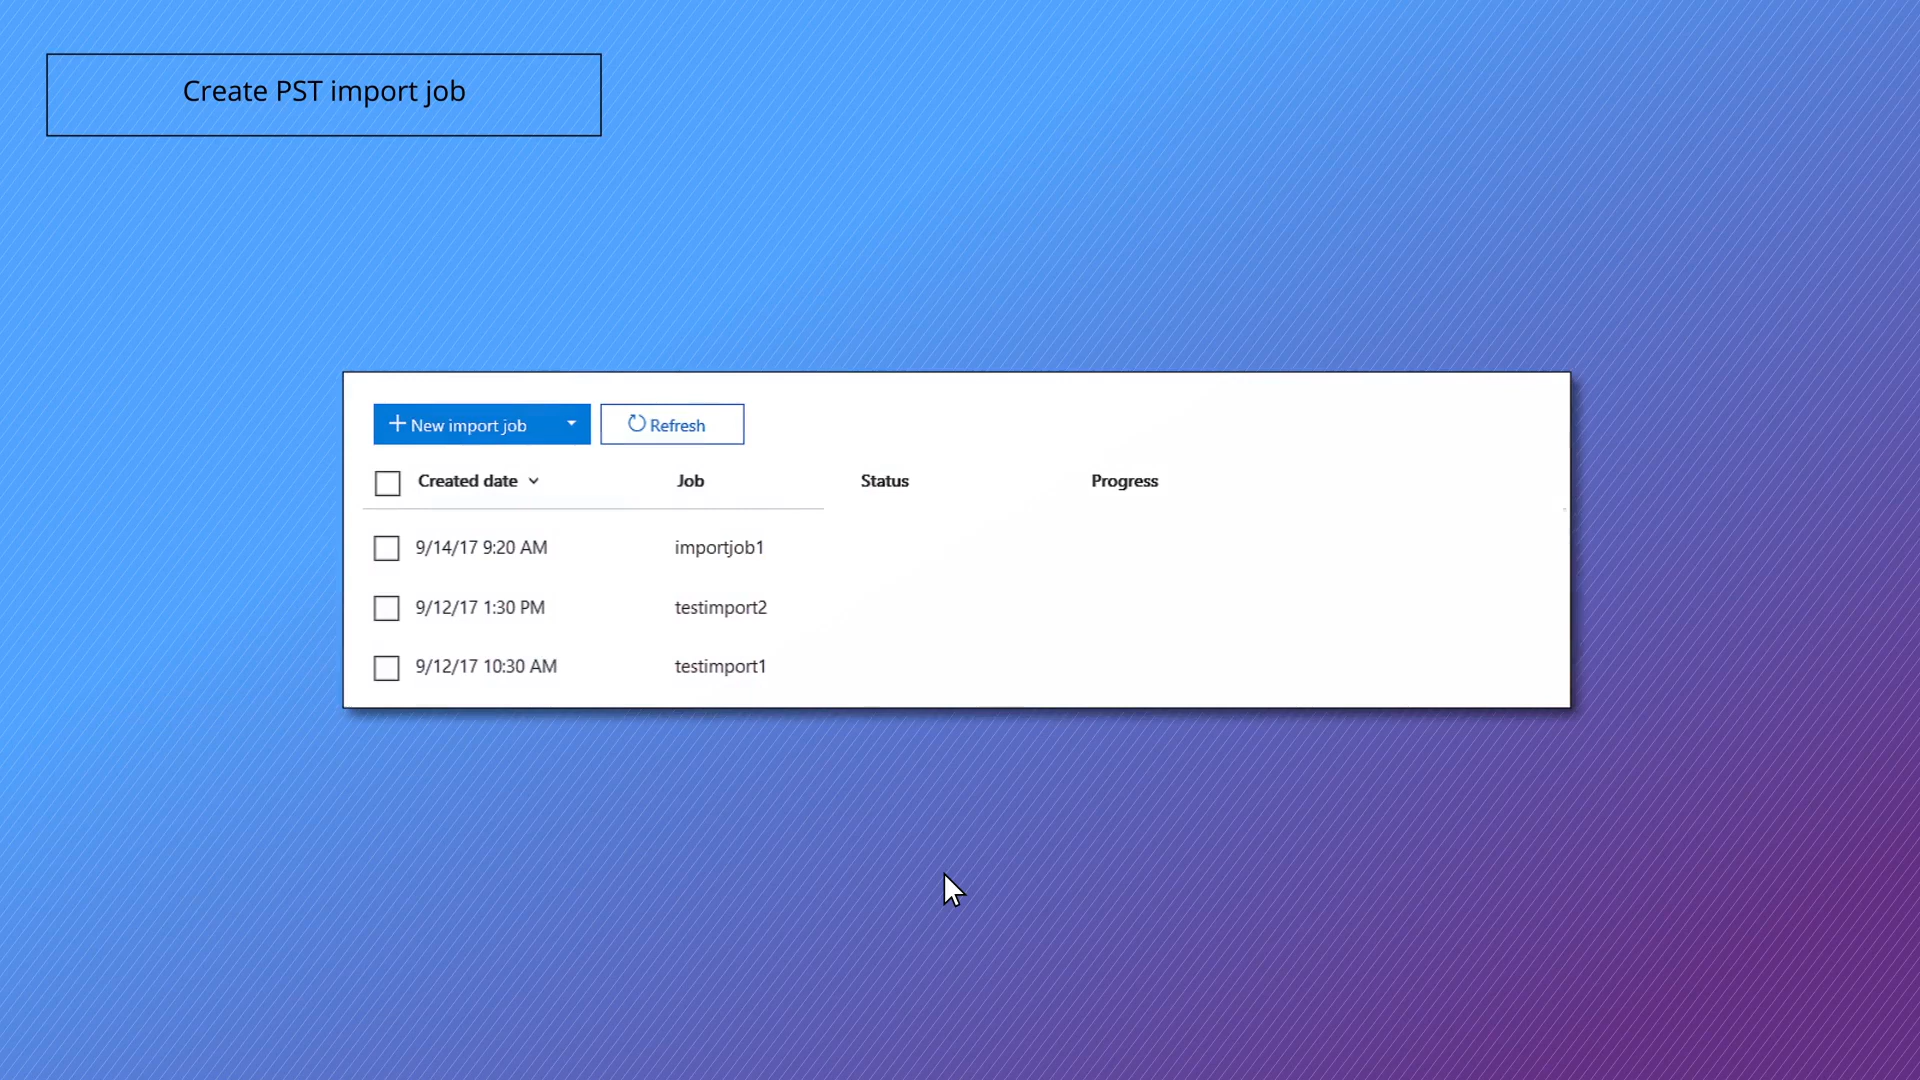 Create PST import job
New import job Refresh
Created date Job Status Progress
9/14/17 9:20 AM importjob1
9/12/17 1:30 PM testimport2
9/12/17 10:30 AM testimport1